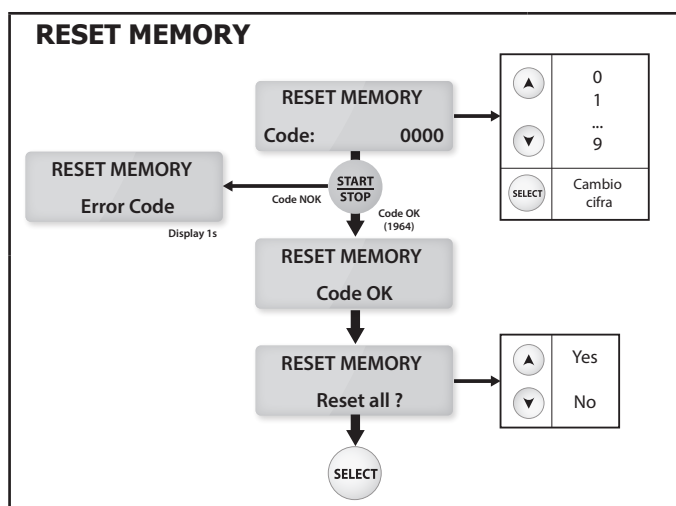 RESET MEMORY
RESET MEMORY
Code: 0000
0
1
...
9
SELECT
Cambio
cifra
START
STOP
Code NOK
Code OK
(1964)
RESET MEMORY
Error Code
Display 1s
RESET MEMORY
Code OK
RESET MEMORY
Reset all ?
Yes
No
SELECT